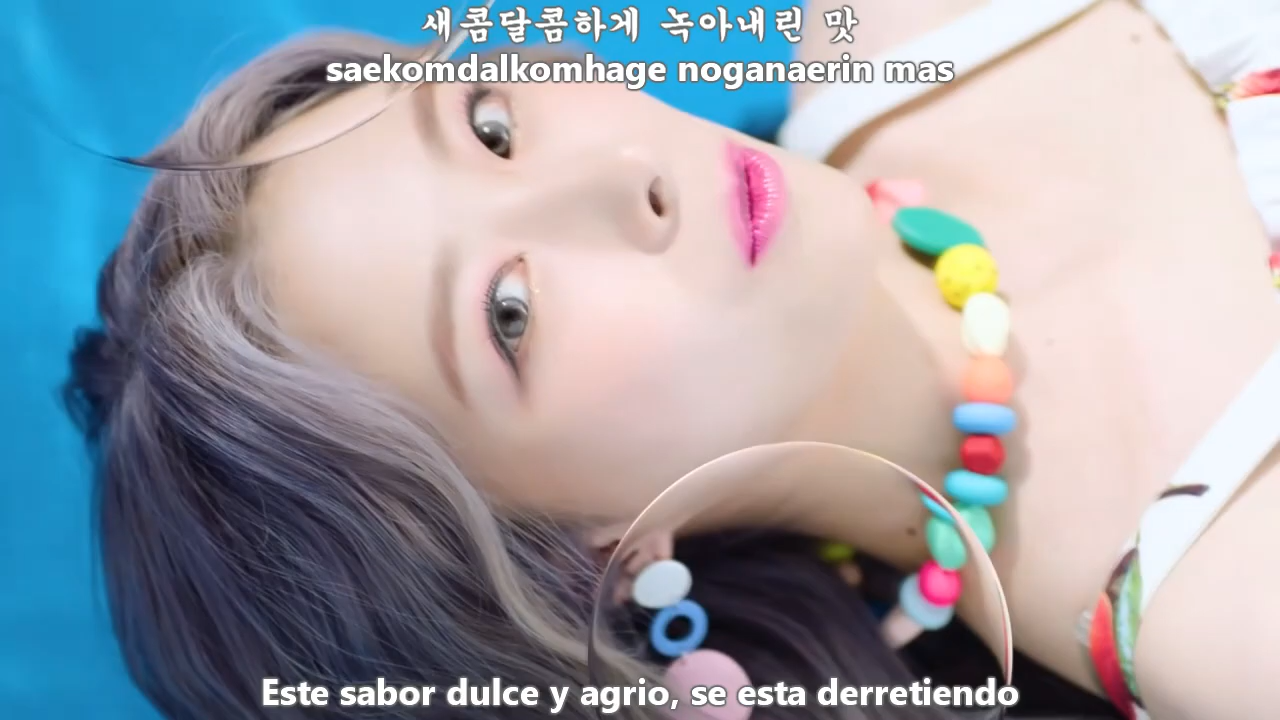 새콤달콤하게 녹아내린 맛
saekomdalkomhage noganaerin mas
Este sabor dulce y agrio, se esta derretiendo